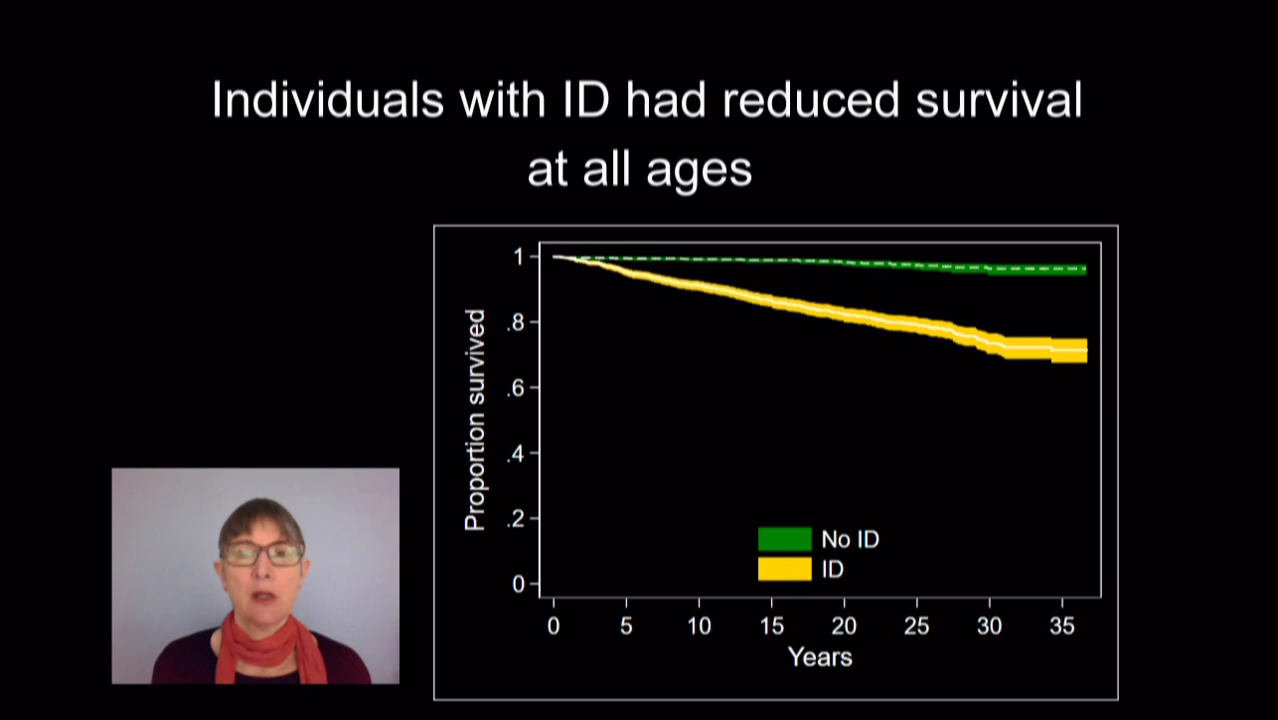 Individuals with ID had reduced survival
at all ages
Proportion survived
1
.8
.6
.4
.2
0
No ID
ID
0 5 10 15 20 25 30 35
Years